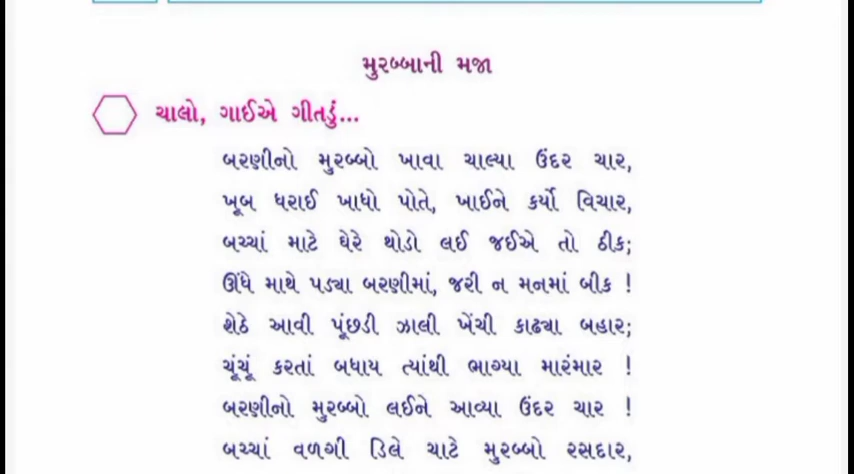 મુરબ્બાની મજા
ચાલો, ગાઈએ ગીતડું...
બરણીનો મુરબ્બો ખાવા ચાલ્યા ઉંદર ચાર,
ખૂબ ધરાઈ ખાધો પોતે, ખાઈને કર્યો વિચાર,
બચ્ચાં માટે ઘેરે થોડો લઈ જઈએ તો ઠીક;
ઊંધે માથે પડ્યા બરણીમાં, જરી ન મનમાં બીક !
શેઠે આવી પૂંછડી ઝાલી ખેંચી કાઢ્યા બહાર;
ચૂંચૂં કરતાં બધાય ત્યાંથી ભાગ્યા મારંમાર !
બરણીનો મુરબ્બો લઈને આવ્યા ઉંદર ચાર !
બચ્ચાં વળગી ડિલે ચાટે મુરબ્બો રસદાર,